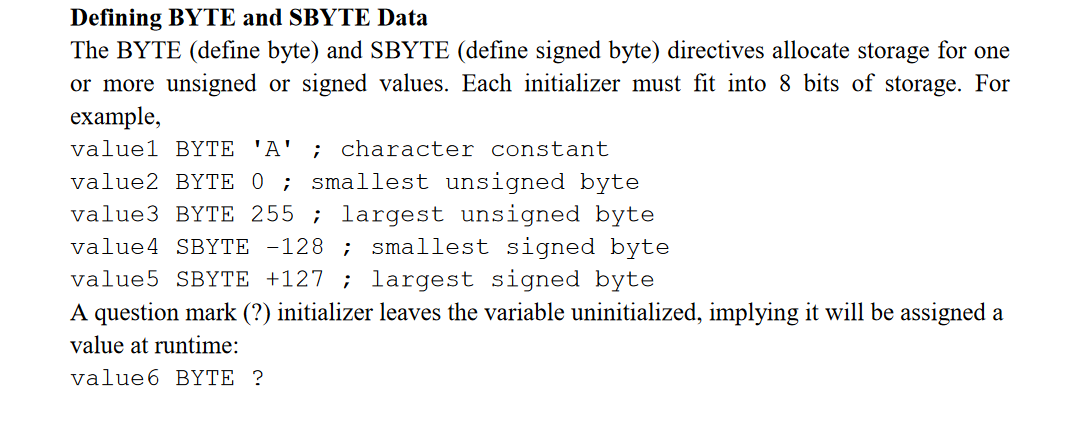 Defining BYTE and SBYTE Data
The BYTE (define byte) and SBYTE (define signed byte) directives allocate storage for one
or more unsigned or signed values. Each initializer must fit into 8 bits of storage. For
example,
value1 BYTE 'A' ; character constant
value2 BYTE 0 ; smallest unsigned byte
value3 BYTE 255 ; largest unsigned byte
value4 SBYTE -128 ; smallest signed byte
value5 SBYTE +127 ; largest signed byte
A question mark (?) initializer leaves the variable uninitialized, implying it will be assigned a
value at runtime:
value6 BYTE ?